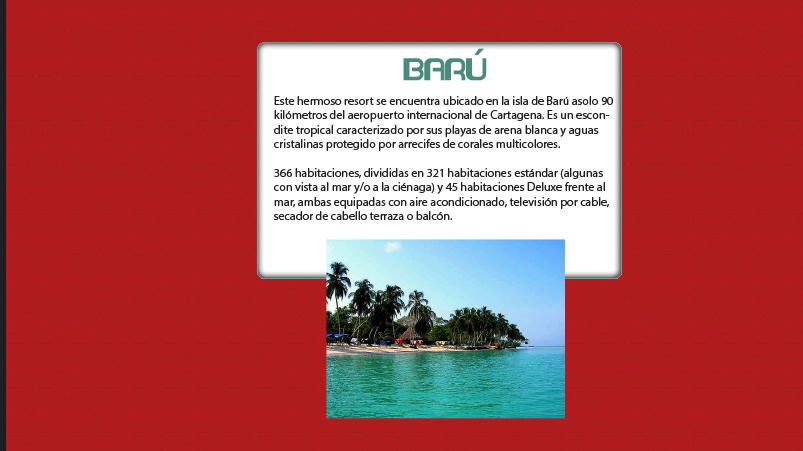 BARÚ
Este hermoso resort se encuentra ubicado en la isla de Barú asolo 90
kilómetros del aeropuerto internacional de Cartagena. Es un escon-
dite tropical caracterizado por sus playas de arena blanca y aguas
cristalinas protegido por arrecifes de corales multicolores.
366 habitaciones, divididas en 321 habitaciones estándar (algunas
con vista al mar y/o a la ciénaga) y 45 habitaciones Deluxe frente al
mar, ambas equipadas con aire acondicionado, televisión por cable,
secador de cabello terraza o balcón.